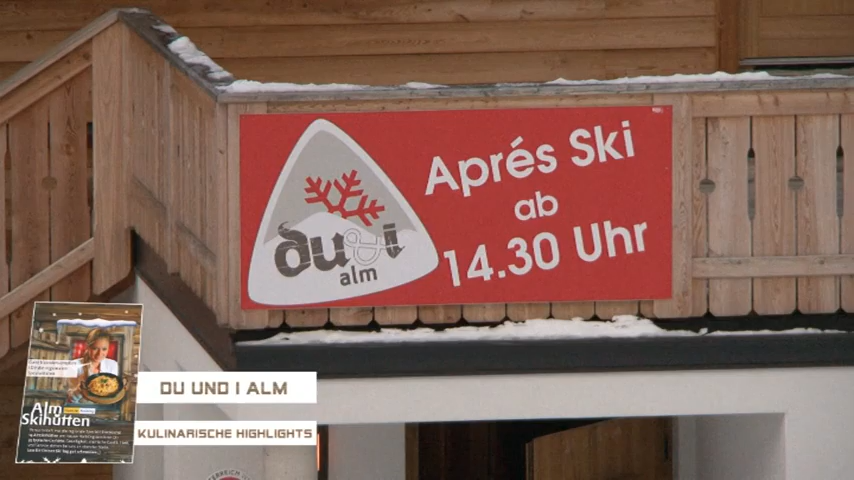 Aprés Ski
ab
14.30 Uhr
du&i
alm
DU UND I ALM
KULINARISCHE HIGHLIGHTS
Alm
Skihütten